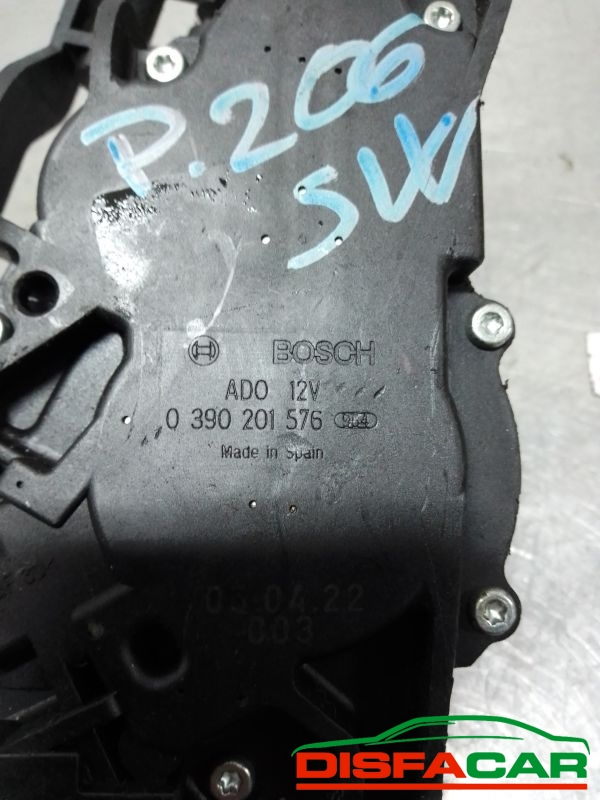 P.206
SW
BOSCH
ADO 12V
0 390 201 576
Made in Spain
03.04.22
003
DISFACAR